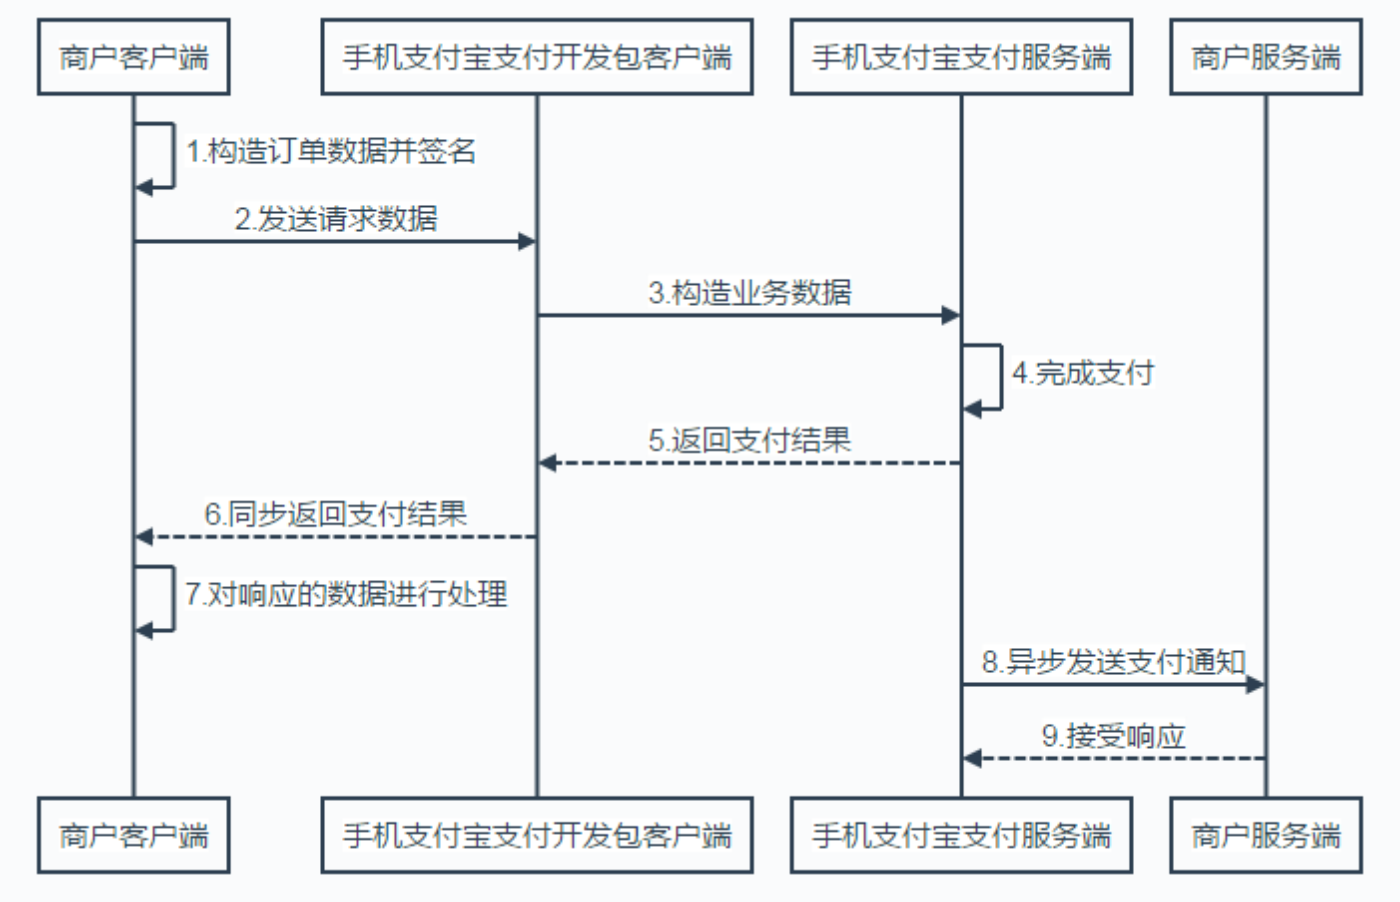 商户客户端
手机支付宝支付开发包客户端
手机支付宝支付服务端
商户服务端
1.构造订单数据并签名
2.发送请求数据
3.构造业务数据
4.完成支付
5.返回支付结果
6.同步返回支付结果
7.对响应的数据进行处理
8.异步发送支付通知
9.接受响应
商户客户端
手机支付宝支付开发包客户端
手机支付宝支付服务端
商户服务端